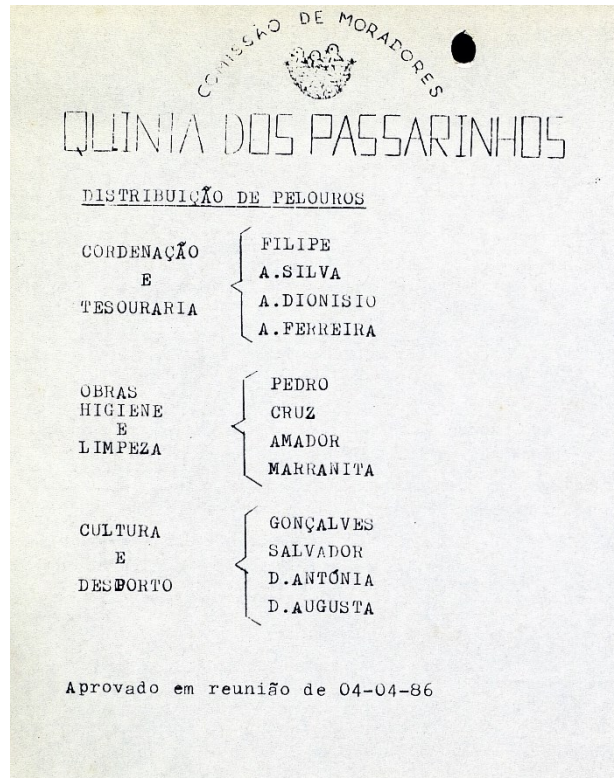 COMISSÃO DE MORADORES
QUINTA DOS PASSARINHOS
DISTRIBUIÇÃO DE PELOUROS
CORDENAÇÃO
E
TESOURARIA
FILIPE
A.SILVA
A.DIONISIO
A.FERREIRA
OBRAS
HIGIENE
E
LIMPEZA
PEDRO
CRUZ
AMADOR
MARRANITA
CULTURA
E
DESPORTO
GONÇALVES
SALVADOR
D.ANTÓNIA
D.AUGUSTA
Aprovado em reunião de 04-04-86